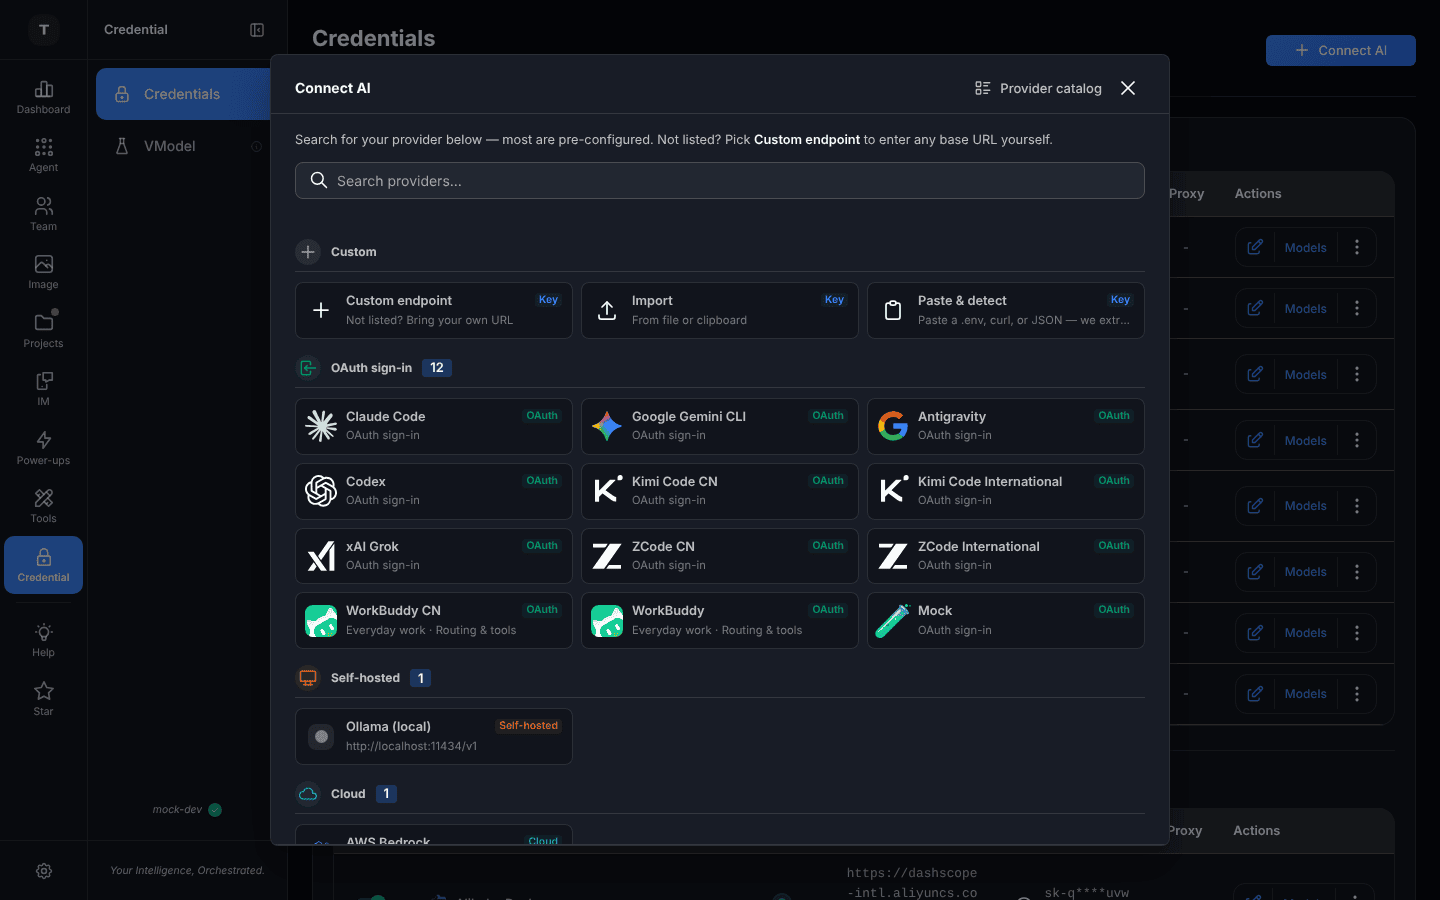 T
Credential
Credentials
Connect AI
Dashboard
Agent
Team
Image
Projects
IM
Power-ups
Tools
Credential
Help
Star
Credentials
VModel
mock-dev
Your Intelligence, Orchestrated.
Connect AI
Provider catalog
Search for your provider below — most are pre-configured. Not listed? Pick Custom endpoint to enter any base URL yourself.
Search providers...
Custom
Custom endpoint Key
Not listed? Bring your own URL
Import Key
From file or clipboard
Paste & detect Key
Paste a .env, curl, or JSON — we extr...
OAuth sign-in 12
Claude Code OAuth
OAuth sign-in
Google Gemini CLI OAuth
OAuth sign-in
Antigravity OAuth
OAuth sign-in
Codex OAuth
OAuth sign-in
Kimi Code CN OAuth
OAuth sign-in
Kimi Code International OAuth
OAuth sign-in
xAI Grok OAuth
OAuth sign-in
ZCode CN OAuth
OAuth sign-in
ZCode International OAuth
OAuth sign-in
WorkBuddy CN OAuth
Everyday work · Routing & tools
WorkBuddy OAuth
Everyday work · Routing & tools
Mock OAuth
OAuth sign-in
Self-hosted 1
Ollama (local) Self-hosted
http://localhost:11434/v1
Cloud 1
AWS Bedrock Cloud
Proxy Actions
- Models
- Models
- Models
- Models
- Models
- Models
- Models
- Models
Proxy Actions
https://dashscope
-intl.aliyuncs.co
sk-q****uvw